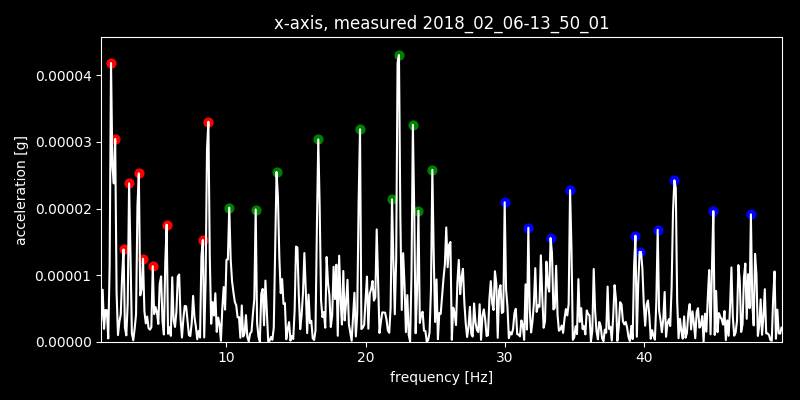 x-axis, measured 2018_02_06-13_50_01
0.00004
0.00003
0.00002
0.00001
0.00000
acceleration [g]
10 20 30 40
frequency [Hz]